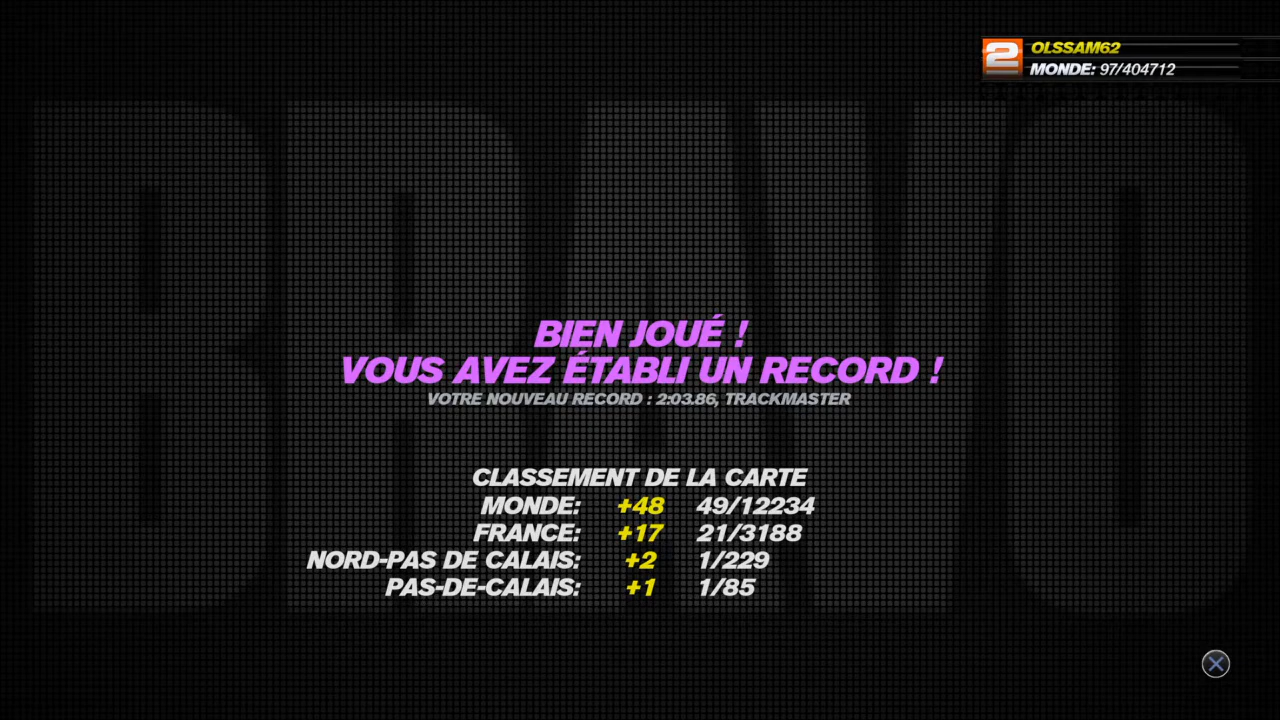 2 OLSSAM62
MONDE: 97/404712
BRAVO
BIEN JOUÉ !
VOUS AVEZ ÉTABLI UN RECORD !
VOTRE NOUVEAU RECORD : 2:03.86, TRACKMASTER
CLASSEMENT DE LA CARTE
MONDE: +48 49/12234
FRANCE: +17 21/3188
NORD-PAS DE CALAIS: +2 1/229
PAS-DE-CALAIS: +1 1/85